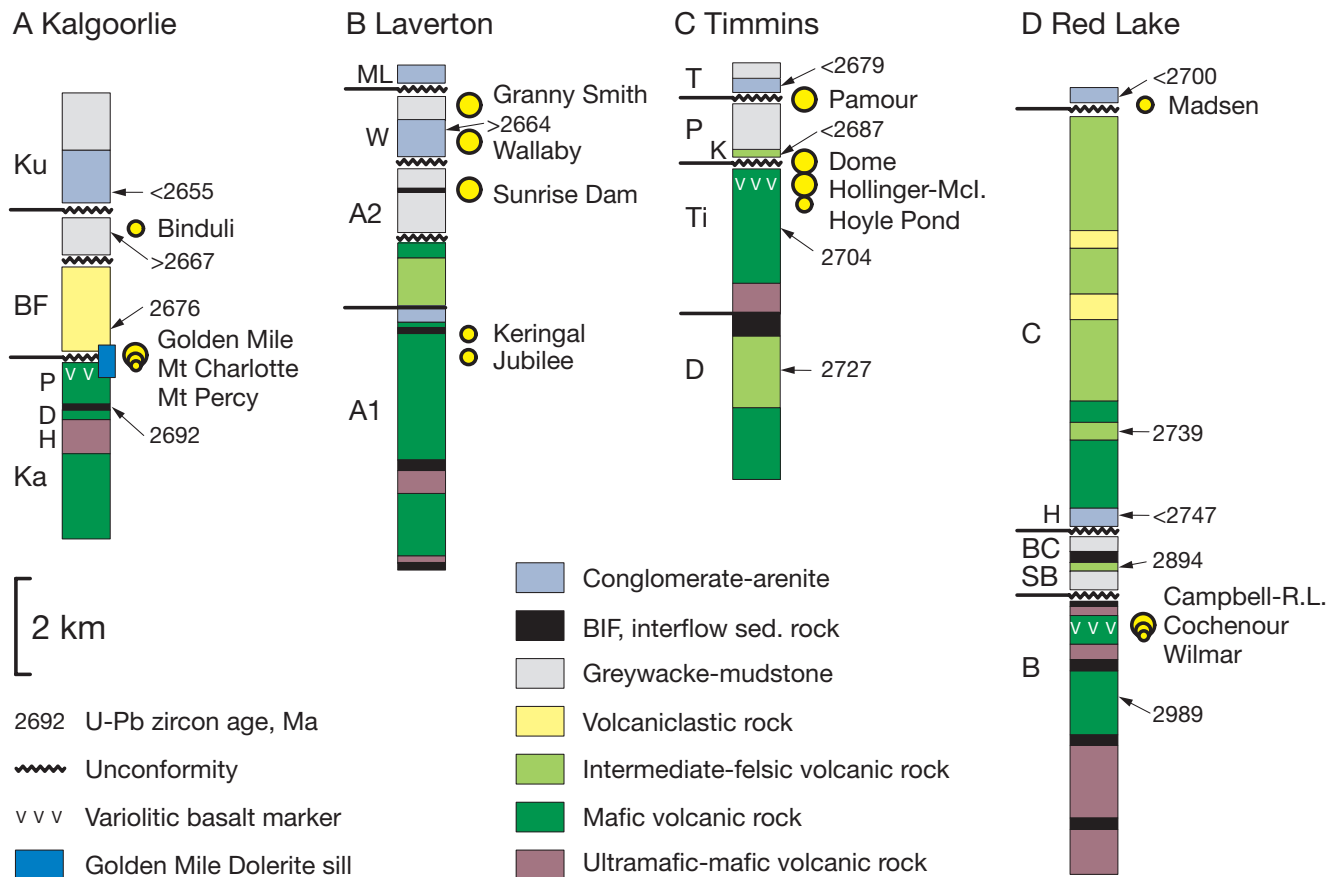 A Kalgoorlie
Ku
<2655
Binduli
>2667
BF
2676
Golden Mile
Mt Charlotte
Mt Percy
P
V V
D
H
2692
Ka
2 km
2692 U-Pb zircon age, Ma
Unconformity
V V V Variolitic basalt marker
Golden Mile Dolerite sill
B Laverton
ML
Granny Smith
>2664
W
Wallaby
Sunrise Dam
A2
Keringal
Jubilee
A1
Conglomerate-arenite
BIF, interflow sed. rock
Greywacke-mudstone
Volcaniclastic rock
Intermediate-felsic volcanic rock
Mafic volcanic rock
Ultramafic-mafic volcanic rock
C Timmins
T
<2679
Pamour
P
<2687
K
Dome
V V V
Hollinger-McI.
Hoyle Pond
Ti
2704
D
2727
D Red Lake
<2700
Madsen
C
2739
H
<2747
BC
2894
SB
Campbell-R.L.
V V V
Cochenour
Wilmar
B
2989